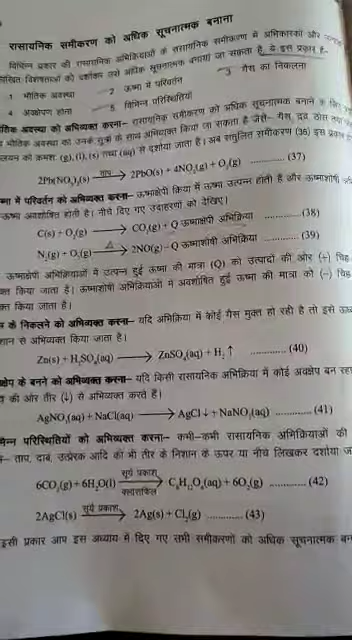 रासायनिक समीकरण को अधिक सूचनात्मक बनाना
विभिन्न प्रकार की रासायनिक अभिक्रियाओं के रासायनिक समीकरण में अभिकारकों और
विशेषताओं को दर्शाकर उसे अधिक सूचनात्मक बनाया जा सकता है, ये इस प्रकार है-
1 भौतिक अवस्था 2 ऊष्मा में परिवर्तन 3 गैस का निकलना
4 अवक्षेपण होना 5 विभिन्न परिस्थितियाँ
अवस्था को अभिव्यक्त करना– रासायनिक समीकरण को अधिक सूचनात्मक बनाने के लिए
भौतिक अवस्था को उनके सूत्रों के साथ अभिव्यक्त किया जा सकता है जैसे- गैस, द्रव, ठोस तथा
को क्रमशः (g), (l), (s) तथा (aq) से दर्शाया जाता है। अब संतुलित समीकरण (36) इस प्रकार
2Pb(NO₃)₂(s) ⟶ताप 2PbO(s) + 4NO₂(g) + O₂(g) ............ (37)
में परिवर्तन को अभिव्यक्त करना– ऊष्माक्षेपी क्रिया में ऊष्मा उत्पन्न होती है और ऊष्माशोषी
ऊष्मा अवशोषित होती है। नीचे दिए गए उदाहरणों को देखिए।
C(s) + O₂(g) ⟶ CO₂(g) + Q ऊष्माक्षेपी अभिक्रिया ............(38)
N₂(g) + O₂(g) ⟶△ 2NO(g) – Q ऊष्माशोषी अभिक्रिया ............(39)
ऊष्माक्षेपी अभिक्रियाओं में उत्पन्न हुई ऊष्मा की मात्रा (Q) को उत्पादों की ओर (+) चिह्न
किया जाता है। ऊष्माशोषी अभिक्रियाओं में अवशोषित हुई ऊष्मा की मात्रा को (–) चिह्न
किया जाता है।
के निकलने को अभिव्यक्त करना– यदि अभिक्रिया में कोई गैस मुक्त हो रही है तो इसे
से अभिव्यक्त किया जाता है।
Zn(s) + H₂SO₄(aq) ⟶ ZnSO₄(aq) + H₂ ↑ ............ (40)
के बनने को अभिव्यक्त करना– यदि किसी रासायनिक अभिक्रिया में कोई अवक्षेप बन रहा
की ओर तीर (↓) से अभिव्यक्त करते हैं।
AgNO₃(aq) + NaCl(aq) ⟶ AgCl ↓ + NaNO₃(aq) ............ (41)
परिस्थितियों को अभिव्यक्त करना– कभी-कभी रासायनिक अभिक्रियाओं की
ताप, दाब, उत्प्रेरक आदि को भी तीर के निशान के ऊपर या नीचे लिखकर दर्शाया
6CO₂(g) + 6H₂O(l) ⟶सूर्य प्रकाश क्लोरोफिल C₆H₁₂O₆(aq) + 6O₂(g) ............ (42)
2AgCl(s) ⟶सूर्य प्रकाश 2Ag(s) + Cl₂(g) ............ (43)
इसी प्रकार आप इस अध्याय में दिए गए सभी समीकरणों को अधिक सूचनात्मक